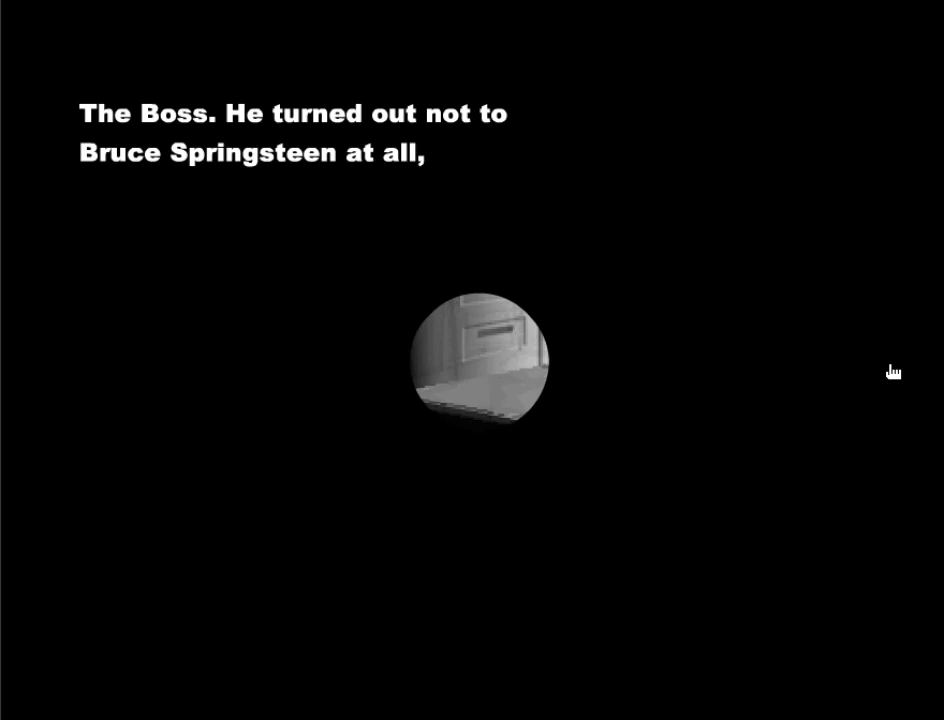 The Boss. He turned out not to
Bruce Springsteen at all,